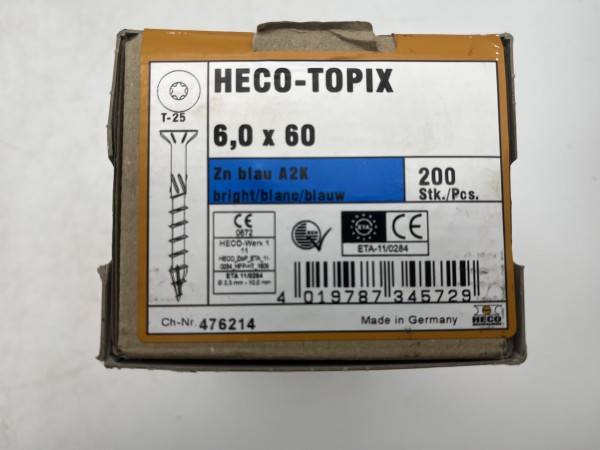 HECO-TOPIX
T-25
6,0 x 60
Zn blau A2K
bright/blanc/blauw
200
Stk./Pcs.
CE
0672
HECO-Werk 1
11
ETA 11/0284
ETA
CE
ETA-11/0284
4 019787 345729
Ch-Nr. 476214
Made in Germany
HECO